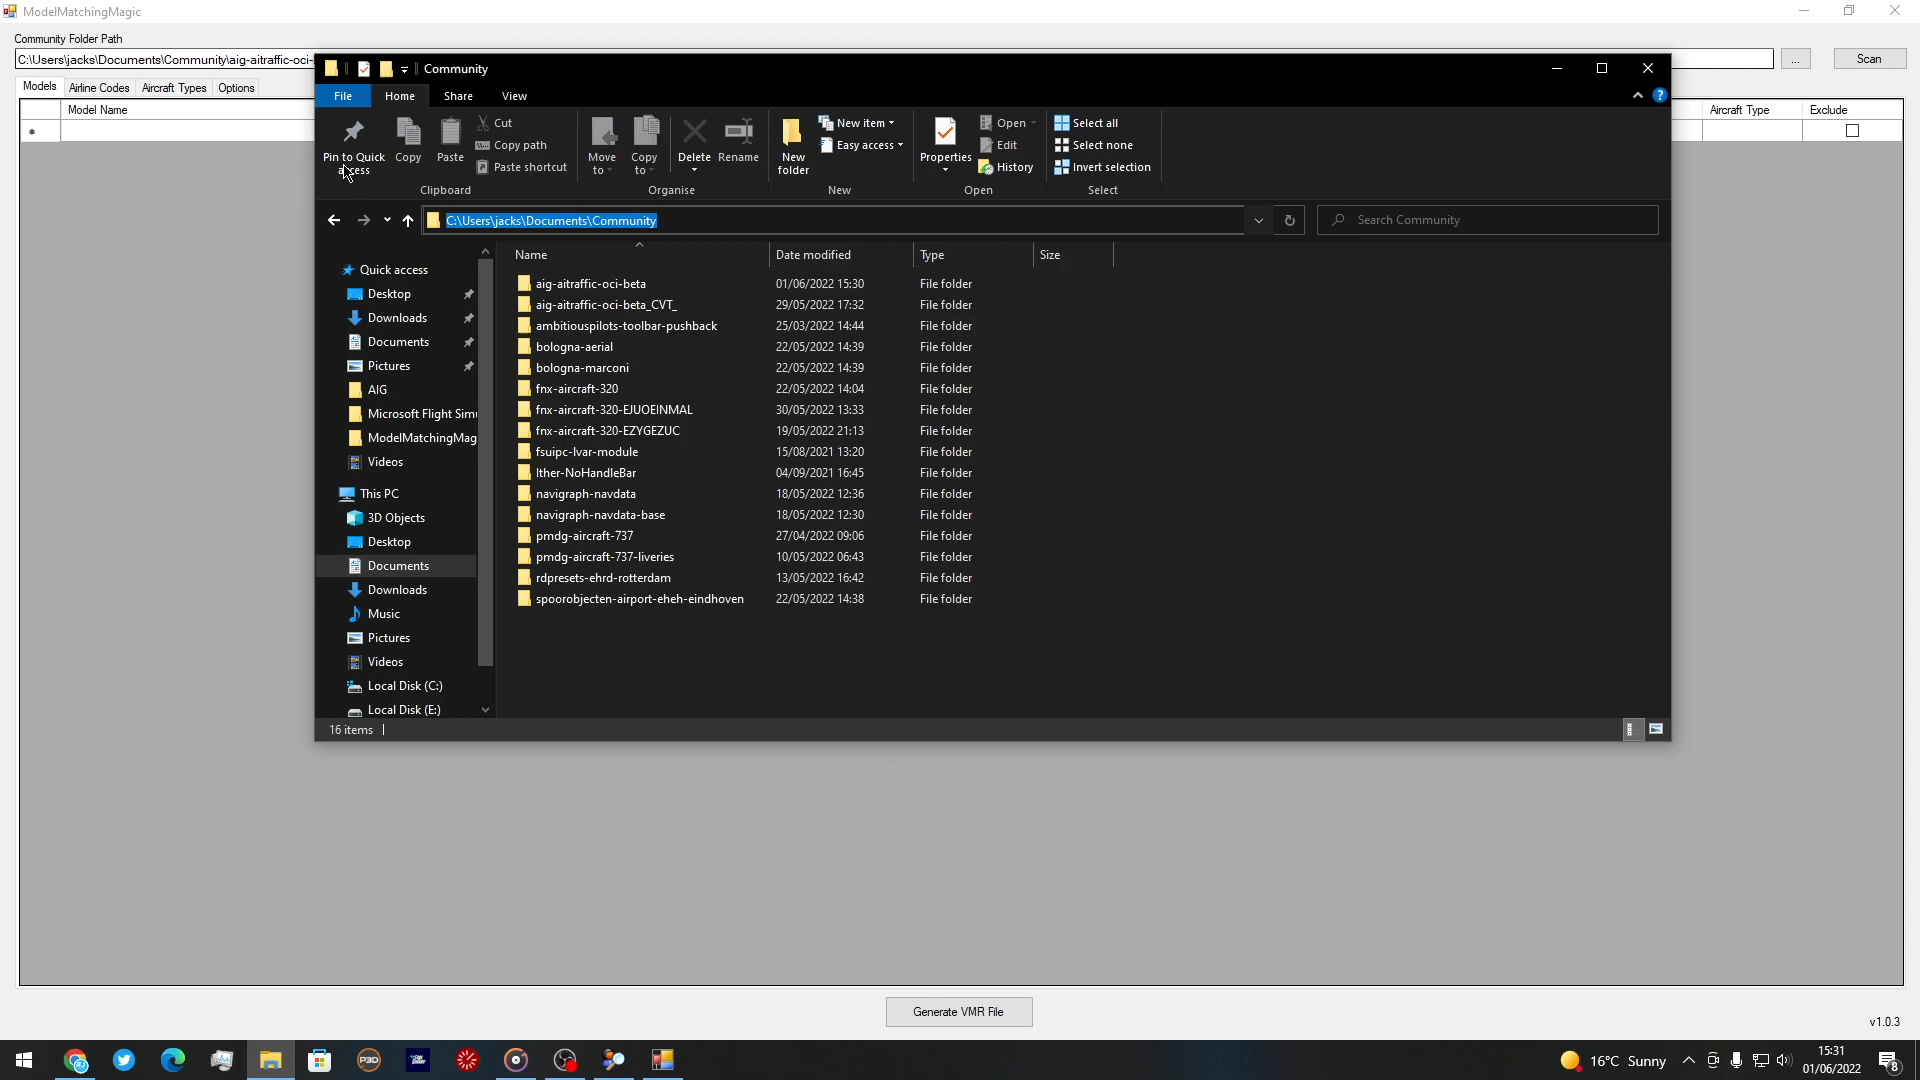 ModelMatchingMagic
Community Folder Path
C:\Users\jacks\Documents\Community\aig-aitraffic-oci-
...
Scan
Models
Airline Codes
Aircraft Types
Options
Model Name
Aircraft Type
Exclude
Community
File
Home
Share
View
Pin to Quick access
Copy
Paste
Cut
Copy path
Paste shortcut
Clipboard
Move to
Copy to
Delete
Rename
Organise
New folder
New item
Easy access
New
Properties
Open
Edit
History
Open
Select all
Select none
Invert selection
Select
C:\Users\jacks\Documents\Community
Search Community
Quick access
Desktop
Downloads
Documents
Pictures
AIG
Microsoft Flight Simu
ModelMatchingMag
Videos
This PC
3D Objects
Desktop
Documents
Downloads
Music
Pictures
Videos
Local Disk (C:)
Local Disk (E:)
Name Date modified Type Size
aig-aitraffic-oci-beta 01/06/2022 15:30 File folder
aig-aitraffic-oci-beta_CVT_ 29/05/2022 17:32 File folder
ambitiouspilots-toolbar-pushback 25/03/2022 14:44 File folder
bologna-aerial 22/05/2022 14:39 File folder
bologna-marconi 22/05/2022 14:39 File folder
fnx-aircraft-320 22/05/2022 14:04 File folder
fnx-aircraft-320-EJUOEINMAL 30/05/2022 13:33 File folder
fnx-aircraft-320-EZYGEZUC 19/05/2022 21:13 File folder
fsuipc-lvar-module 15/08/2021 13:20 File folder
lther-NoHandleBar 04/09/2021 16:45 File folder
navigraph-navdata 18/05/2022 12:36 File folder
navigraph-navdata-base 18/05/2022 12:30 File folder
pmdg-aircraft-737 27/04/2022 09:06 File folder
pmdg-aircraft-737-liveries 10/05/2022 06:43 File folder
rdpresets-ehrd-rotterdam 13/05/2022 16:42 File folder
spoorobjecten-airport-eheh-eindhoven 22/05/2022 14:38 File folder
16 items
Generate VMR File
v1.0.3
P3D
16°C Sunny
15:31
01/06/2022
8